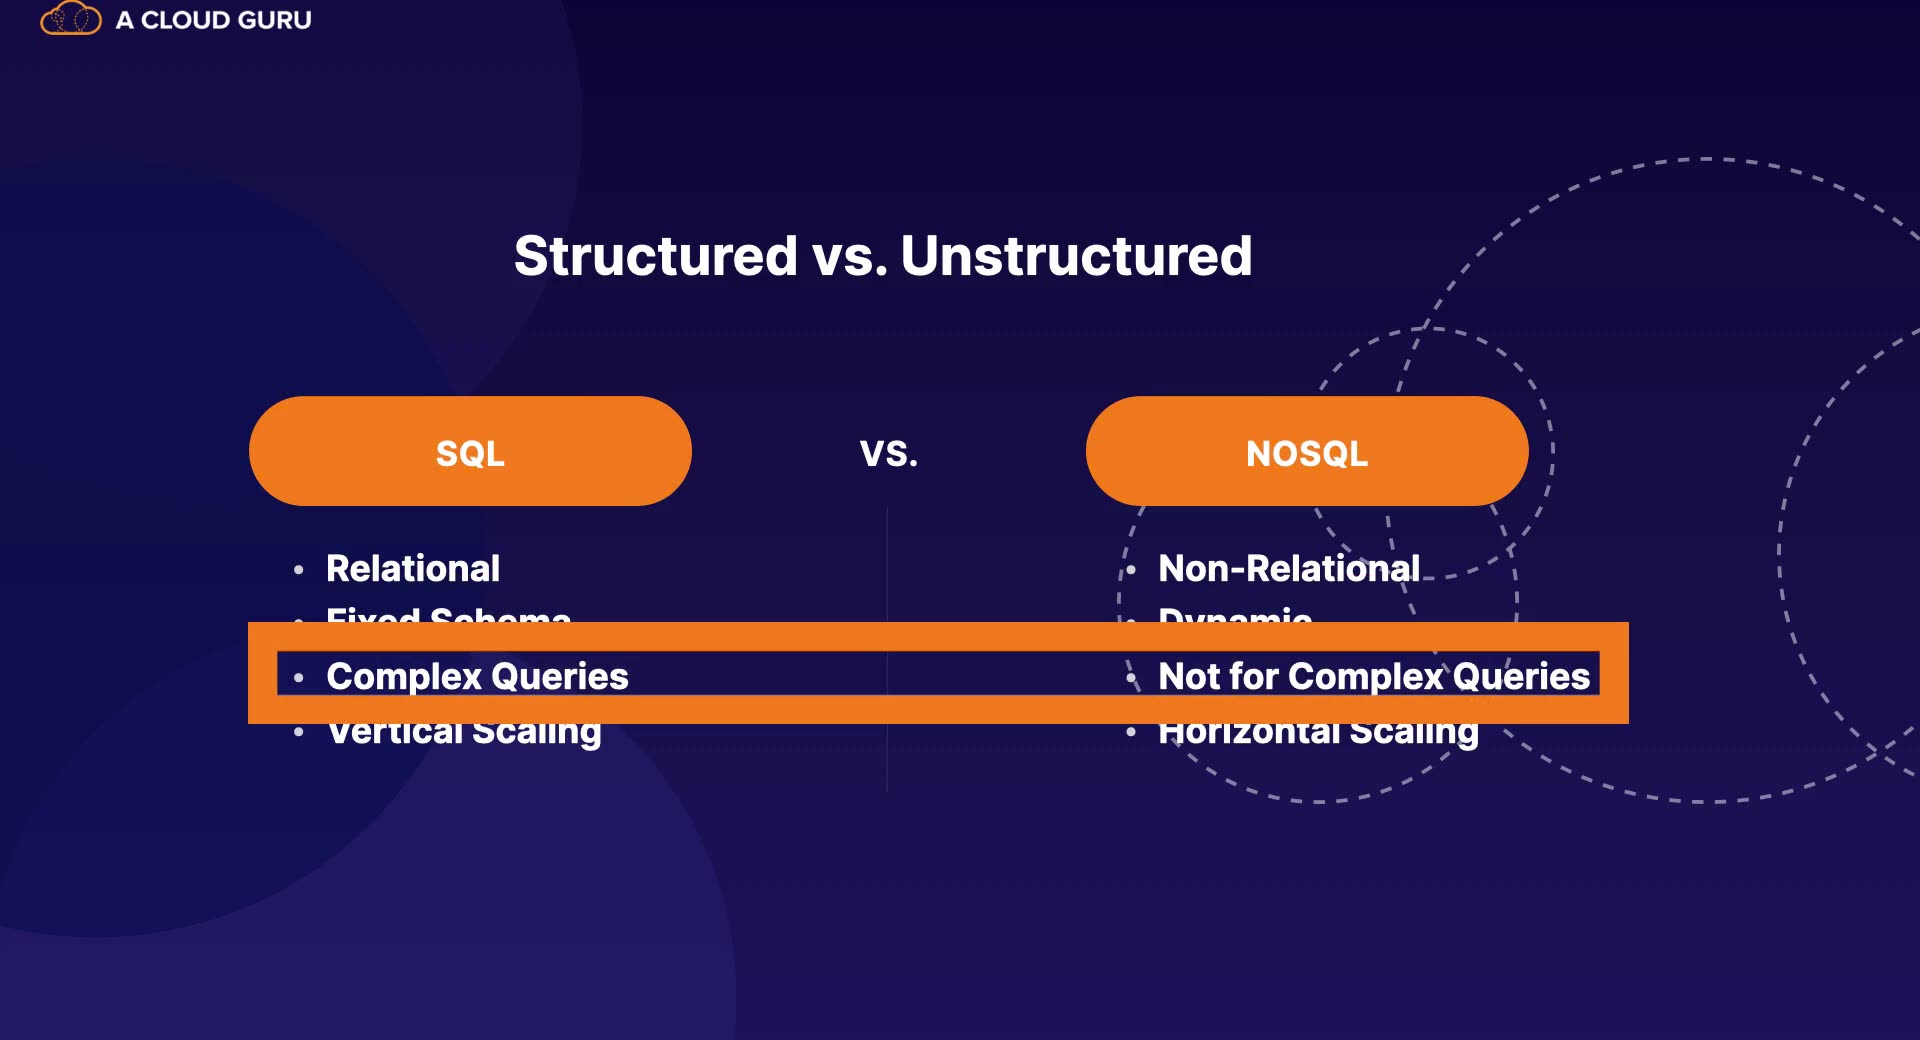 A CLOUD GURU
Structured vs. Unstructured
SQL
VS.
NOSQL
• Relational
• Fixed Schema
• Complex Queries
• Vertical Scaling
• Non-Relational
• Dynamic
• Not for Complex Queries
• Horizontal Scaling